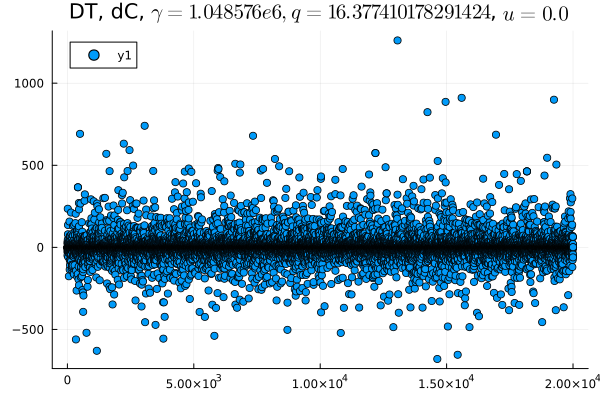 DT, dC, γ = 1.048576e6, q = 16.377410178291424, u = 0.0
y1
1000
500
0
−500
0 5.00×10³ 1.00×10⁴ 1.50×10⁴ 2.00×10⁴